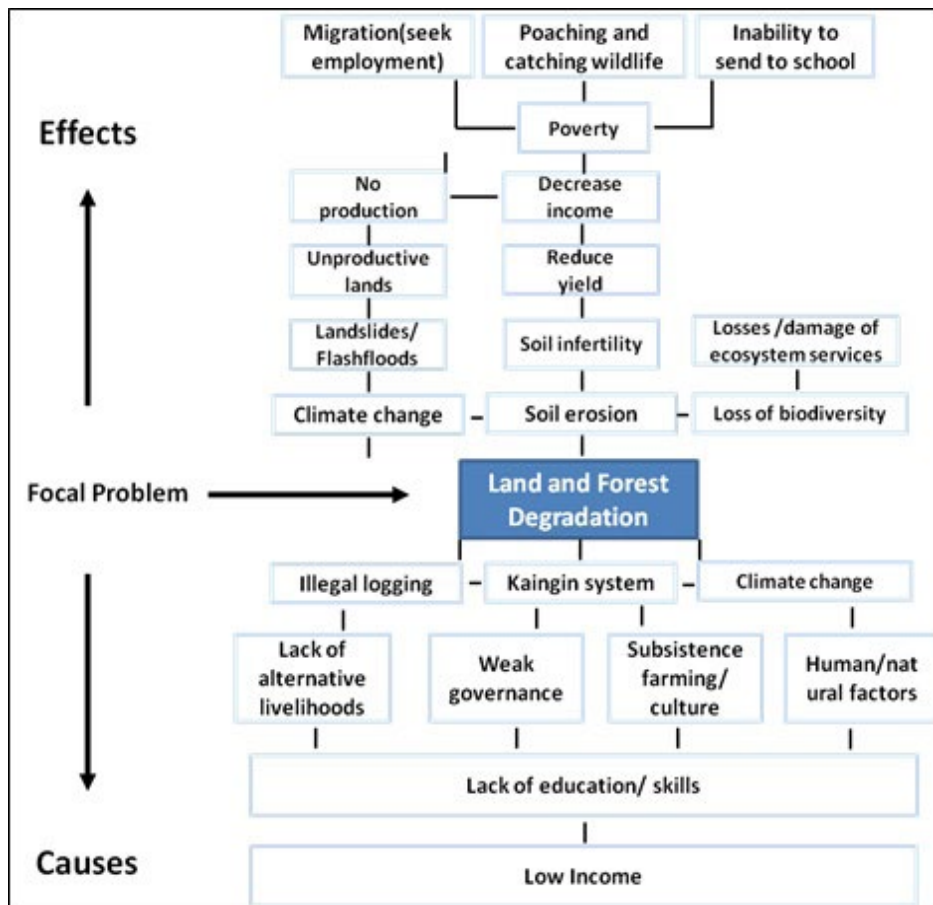 Migration(seek
employment)
Poaching and
catching wildlife
Inability to
send to school
Effects
Poverty
No
production
Decrease
income
Unproductive
lands
Reduce
yield
Landslides/
Flashfloods
Soil infertility
Losses /damage of
ecosystem services
Climate change
Soil erosion
Loss of biodiversity
Focal Problem
Land and Forest
Degradation
Illegal logging
Kaingin system
Climate change
Lack of
alternative
livelihoods
Weak
governance
Subsistence
farming/
culture
Human/nat
ural factors
Lack of education/ skills
Causes
Low Income